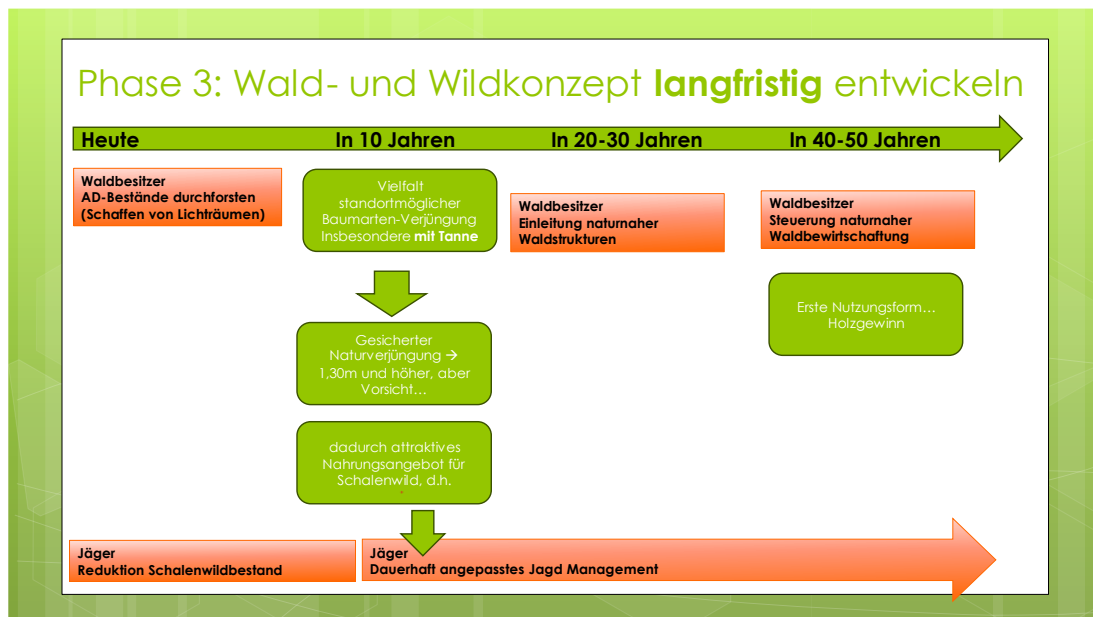 Phase 3: Wald- und Wildkonzept langfristig entwickeln
Heute
In 10 Jahren
In 20-30 Jahren
In 40-50 Jahren
Waldbesitzer
AD-Bestände durchforsten
(Schaffen von Lichträumen)
Vielfalt
standortmöglicher
Baumarten-Verjüngung
Insbesondere mit Tanne
Waldbesitzer
Einleitung naturnaher
Waldstrukturen
Waldbesitzer
Steuerung naturnaher
Waldbewirtschaftung
Erste Nutzungsform…
Holzgewinn
Gesicherter
Naturverjüngung →
1,30m und höher, aber
Vorsicht…
dadurch attraktives
Nahrungsangebot für
Schalenwild, d.h.
Jäger
Reduktion Schalenwildbestand
Jäger
Dauerhaft angepasstes Jagd Management